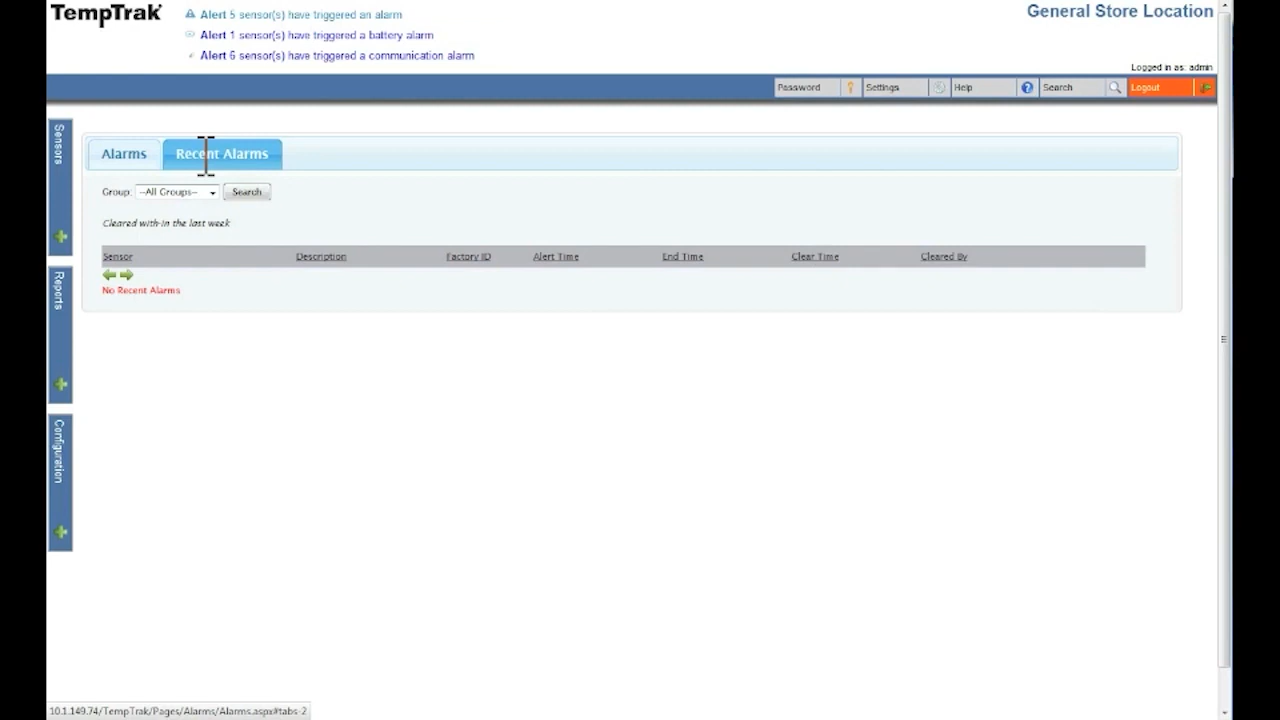 TempTrak
Alert 5 sensor(s) have triggered an alarm
Alert 1 sensor(s) have triggered a battery alarm
Alert 6 sensor(s) have triggered a communication alarm
General Store Location
Logged in as: admin
Password Settings Help Search Logout
Sensors
Reports
Configuration
Alarms Recent Alarms
Group: --All Groups-- Search
Cleared with-in the last week
Sensor Description Factory ID Alert Time End Time Clear Time Cleared By
No Recent Alarms
10.1.149.74/TempTrak/Pages/Alarms/Alarms.aspx#tabs-2